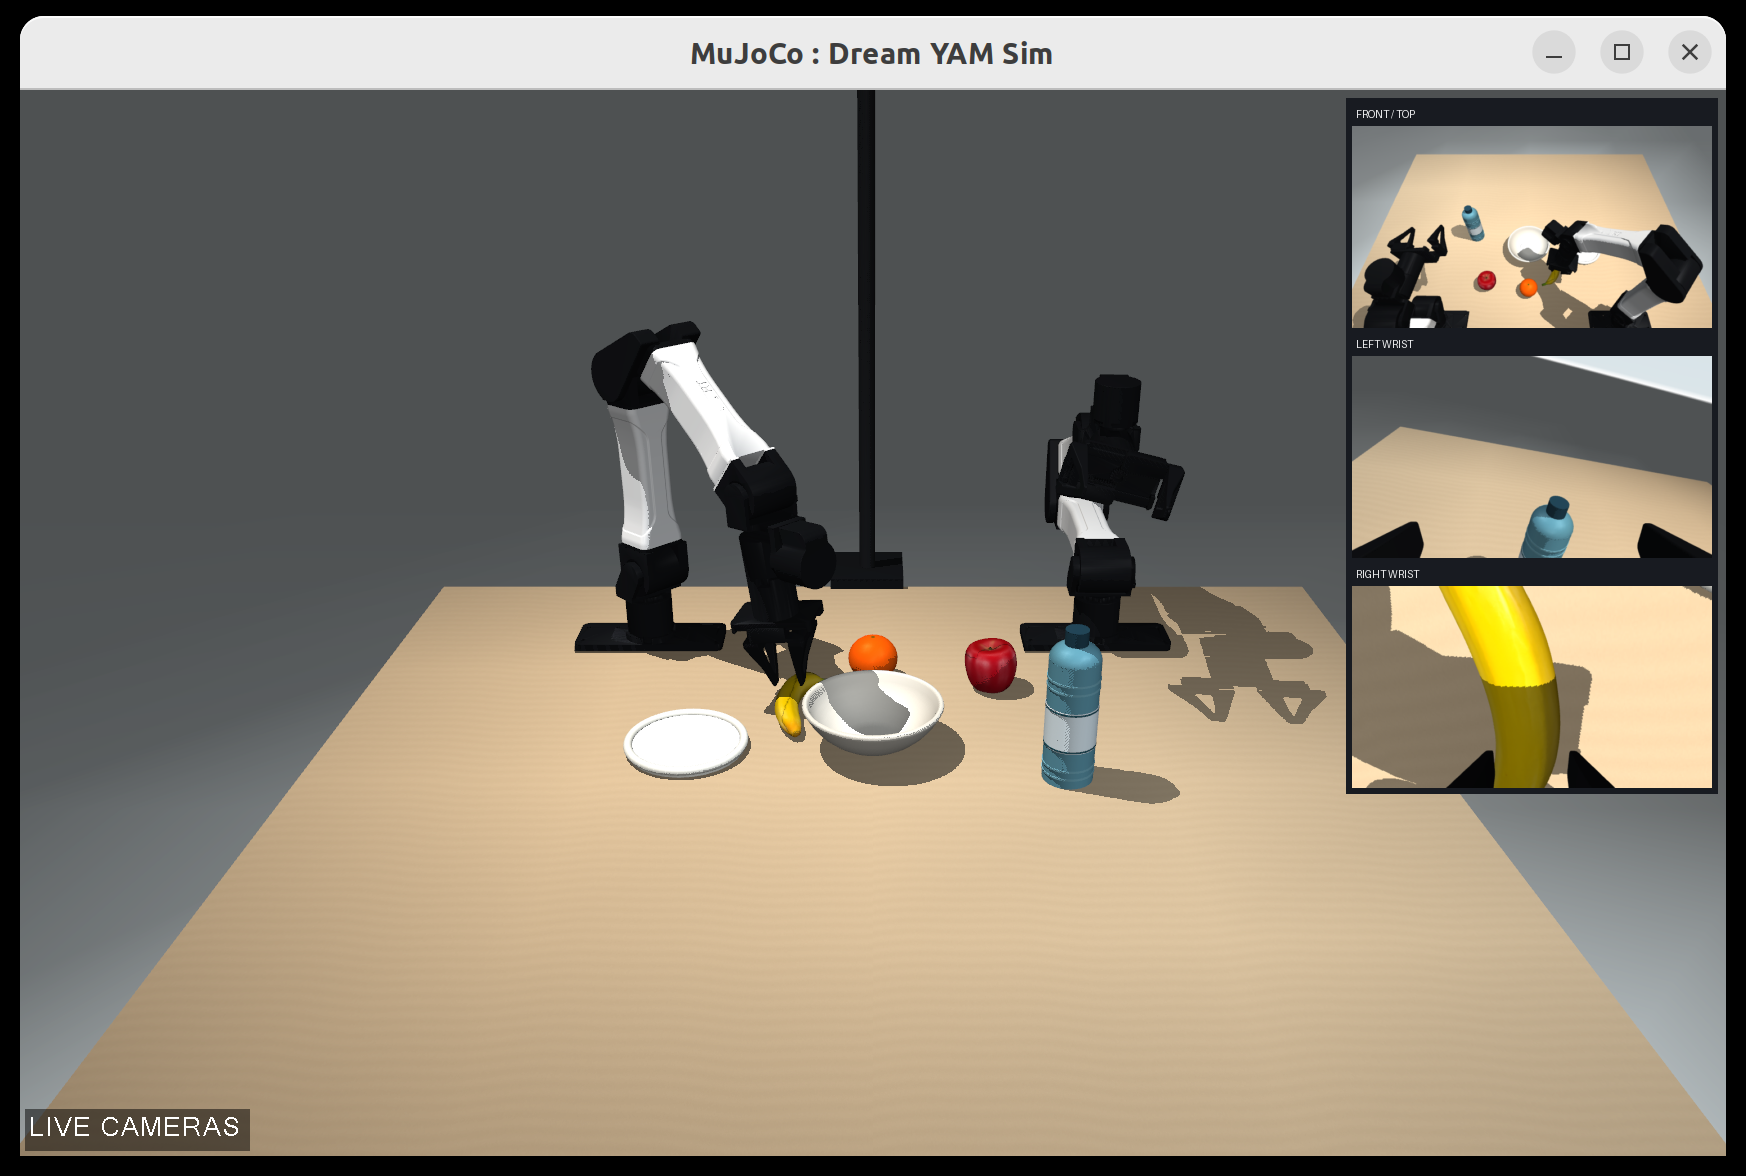 MuJoCo : Dream YAM Sim
FRONT / TOP
LEFT WRIST
RIGHT WRIST
LIVE CAMERAS